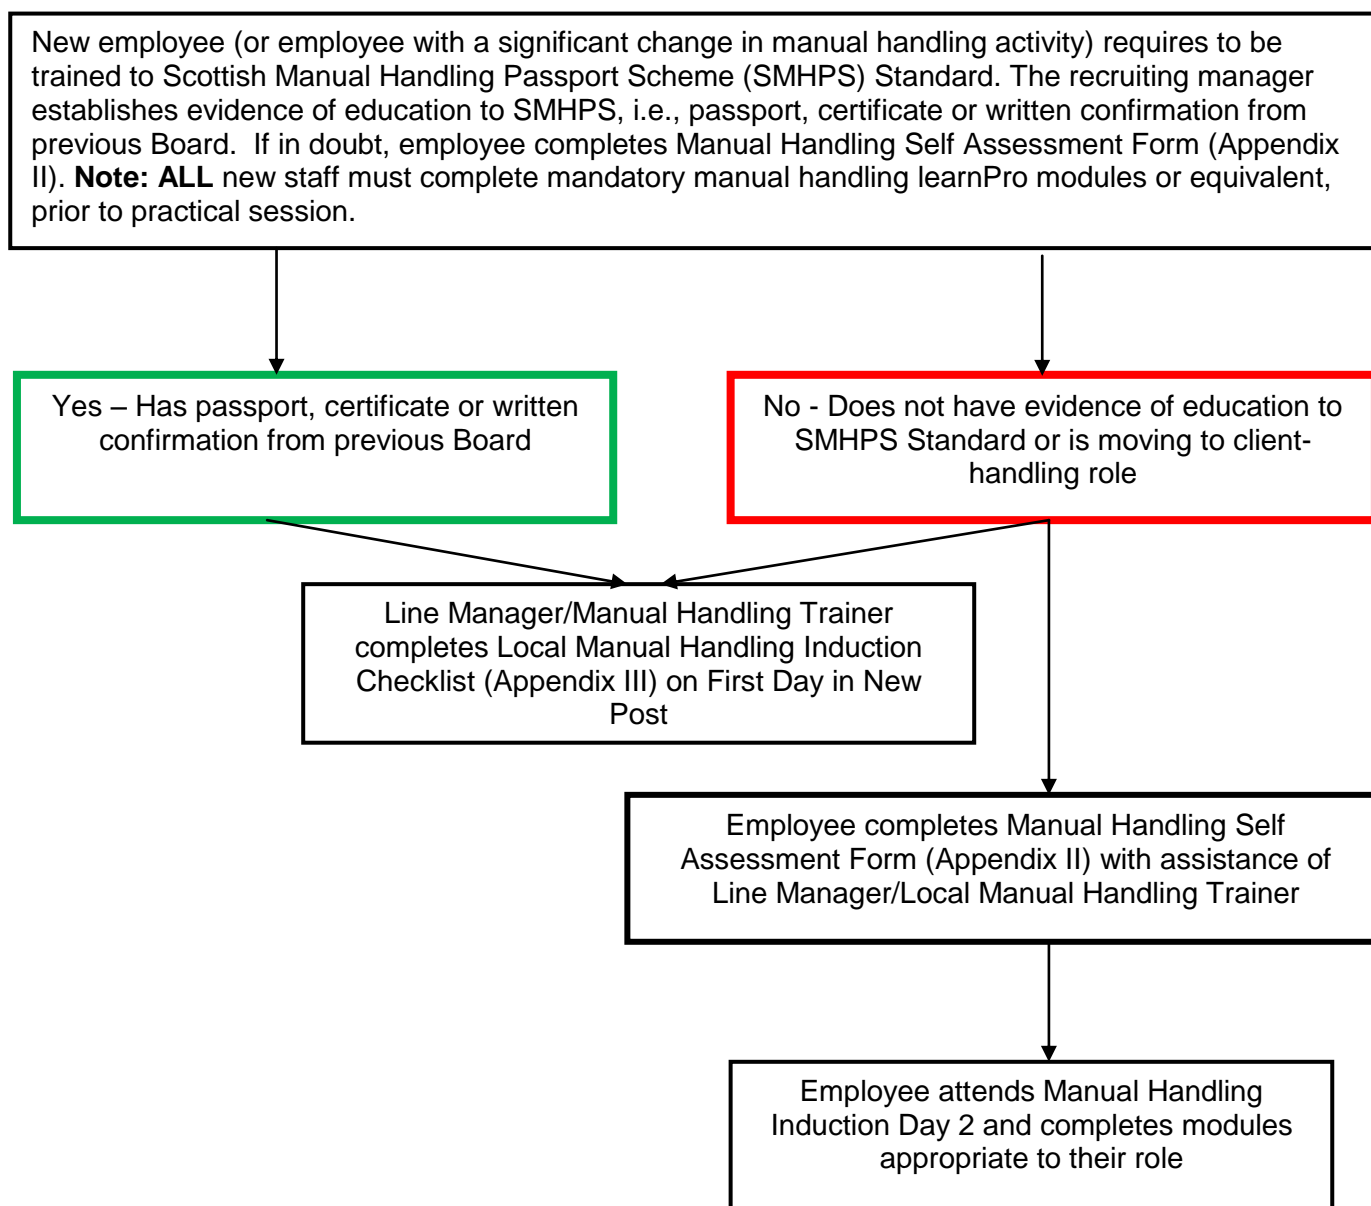 New employee (or employee with a significant change in manual handling activity) requires to be
trained to Scottish Manual Handling Passport Scheme (SMHPS) Standard. The recruiting manager
establishes evidence of education to SMHPS, i.e., passport, certificate or written confirmation from
previous Board.  If in doubt, employee completes Manual Handling Self Assessment Form (Appendix
II). Note: ALL new staff must complete mandatory manual handling learnPro modules or equivalent,
prior to practical session.
Yes – Has passport, certificate or written
confirmation from previous Board
No - Does not have evidence of education to
SMHPS Standard or is moving to client-
handling role
Line Manager/Manual Handling Trainer
completes Local Manual Handling Induction
Checklist (Appendix III) on First Day in New
Post
Employee completes Manual Handling Self
Assessment Form (Appendix II) with assistance of
Line Manager/Local Manual Handling Trainer
Employee attends Manual Handling
Induction Day 2 and completes modules
appropriate to their role